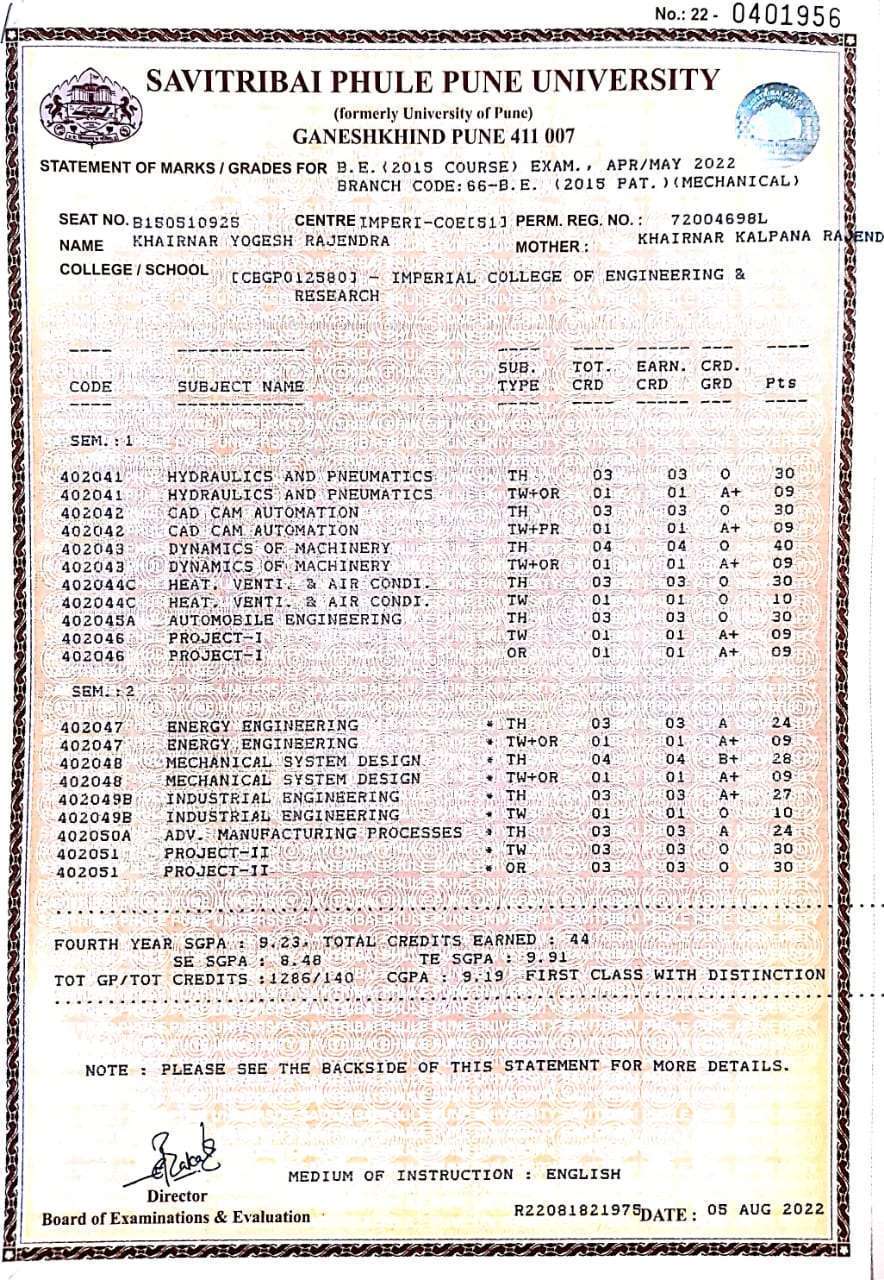 No.: 22 - 0401956
SAVITRIBAI PHULE PUNE UNIVERSITY
(formerly University of Pune)
GANESHKHIND PUNE 411 007
STATEMENT OF MARKS / GRADES FOR B.E.(2015 COURSE) EXAM., APR/MAY 2022
BRANCH CODE:66-B.E. (2015 PAT.)(MECHANICAL)
SEAT NO. B150510925 CENTRE IMPERI-COE[51] PERM. REG. NO. : 72004698L
NAME KHAIRNAR YOGESH RAJENDRA MOTHER : KHAIRNAR KALPANA RAJEND
COLLEGE / SCHOOL [CEGP012580] - IMPERIAL COLLEGE OF ENGINEERING &
RESEARCH
SUB. TOT. EARN. CRD.
CODE SUBJECT NAME TYPE CRD CRD GRD Pts
SEM.:1
402041 HYDRAULICS AND PNEUMATICS TH 03 03 O 30
402041 HYDRAULICS AND PNEUMATICS TW+OR 01 01 A+ 09
402042 CAD CAM AUTOMATION TH 03 03 O 30
402042 CAD CAM AUTOMATION TW+PR 01 01 A+ 09
402043 DYNAMICS OF MACHINERY TH 04 04 O 40
402043 DYNAMICS OF MACHINERY TW+OR 01 01 A+ 09
402044C HEAT. VENTI. & AIR CONDI. TH 03 03 O 30
402044C HEAT. VENTI. & AIR CONDI. TW 01 01 O 10
402045A AUTOMOBILE ENGINEERING TH 03 03 O 30
402046 PROJECT-I TW 01 01 A+ 09
402046 PROJECT-I OR 01 01 A+ 09
SEM.:2
402047 ENERGY ENGINEERING * TH 03 03 A 24
402047 ENERGY ENGINEERING * TW+OR 01 01 A+ 09
402048 MECHANICAL SYSTEM DESIGN * TH 04 04 B+ 28
402048 MECHANICAL SYSTEM DESIGN * TW+OR 01 01 A+ 09
402049B INDUSTRIAL ENGINEERING * TH 03 03 A+ 27
402049B INDUSTRIAL ENGINEERING * TW 01 01 O 10
402050A ADV. MANUFACTURING PROCESSES * TH 03 03 A 24
402051 PROJECT-II * TW 03 03 O 30
402051 PROJECT-II * OR 03 03 O 30
FOURTH YEAR SGPA : 9.23, TOTAL CREDITS EARNED : 44
SE SGPA : 8.48 TE SGPA : 9.91
TOT GP/TOT CREDITS :1286/140 CGPA : 9.19 FIRST CLASS WITH DISTINCTION
NOTE : PLEASE SEE THE BACKSIDE OF THIS STATEMENT FOR MORE DETAILS.
MEDIUM OF INSTRUCTION : ENGLISH
Director
Board of Examinations & Evaluation
R22081821975 DATE : 05 AUG 2022